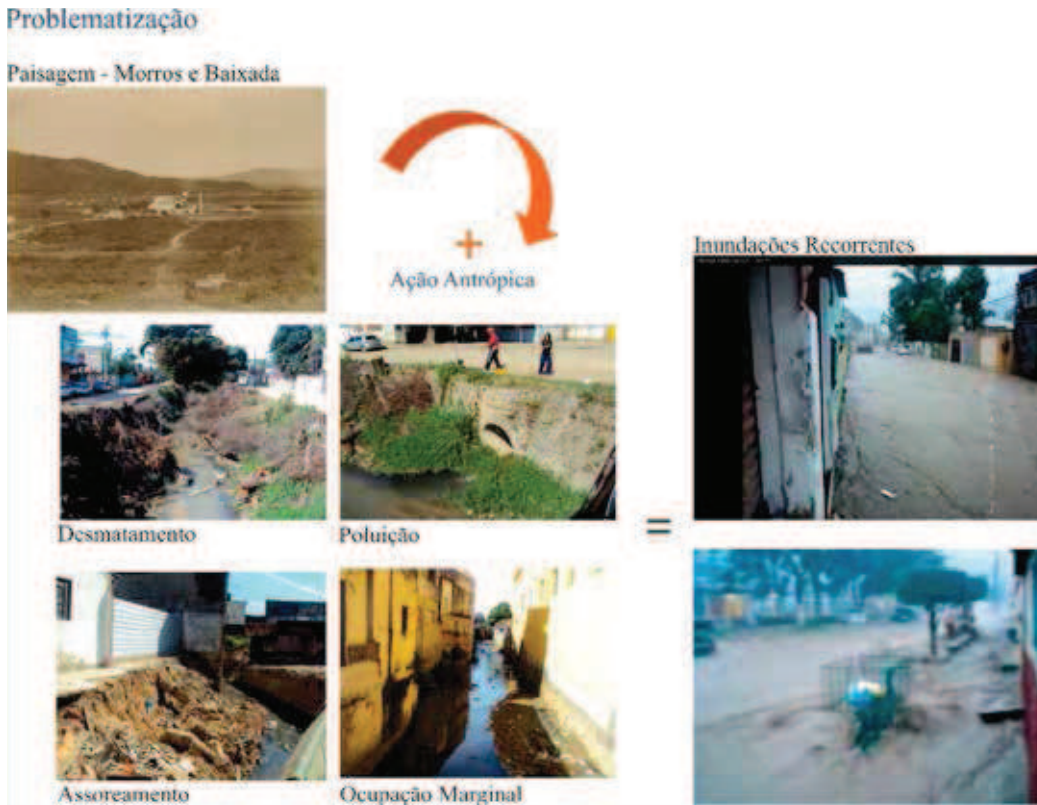 Problematização
Paisagem - Morros e Baixada
+
Ação Antrópica
Inundações Recorrentes
Desmatamento
Poluição
=
Assoreamento
Ocupação Marginal